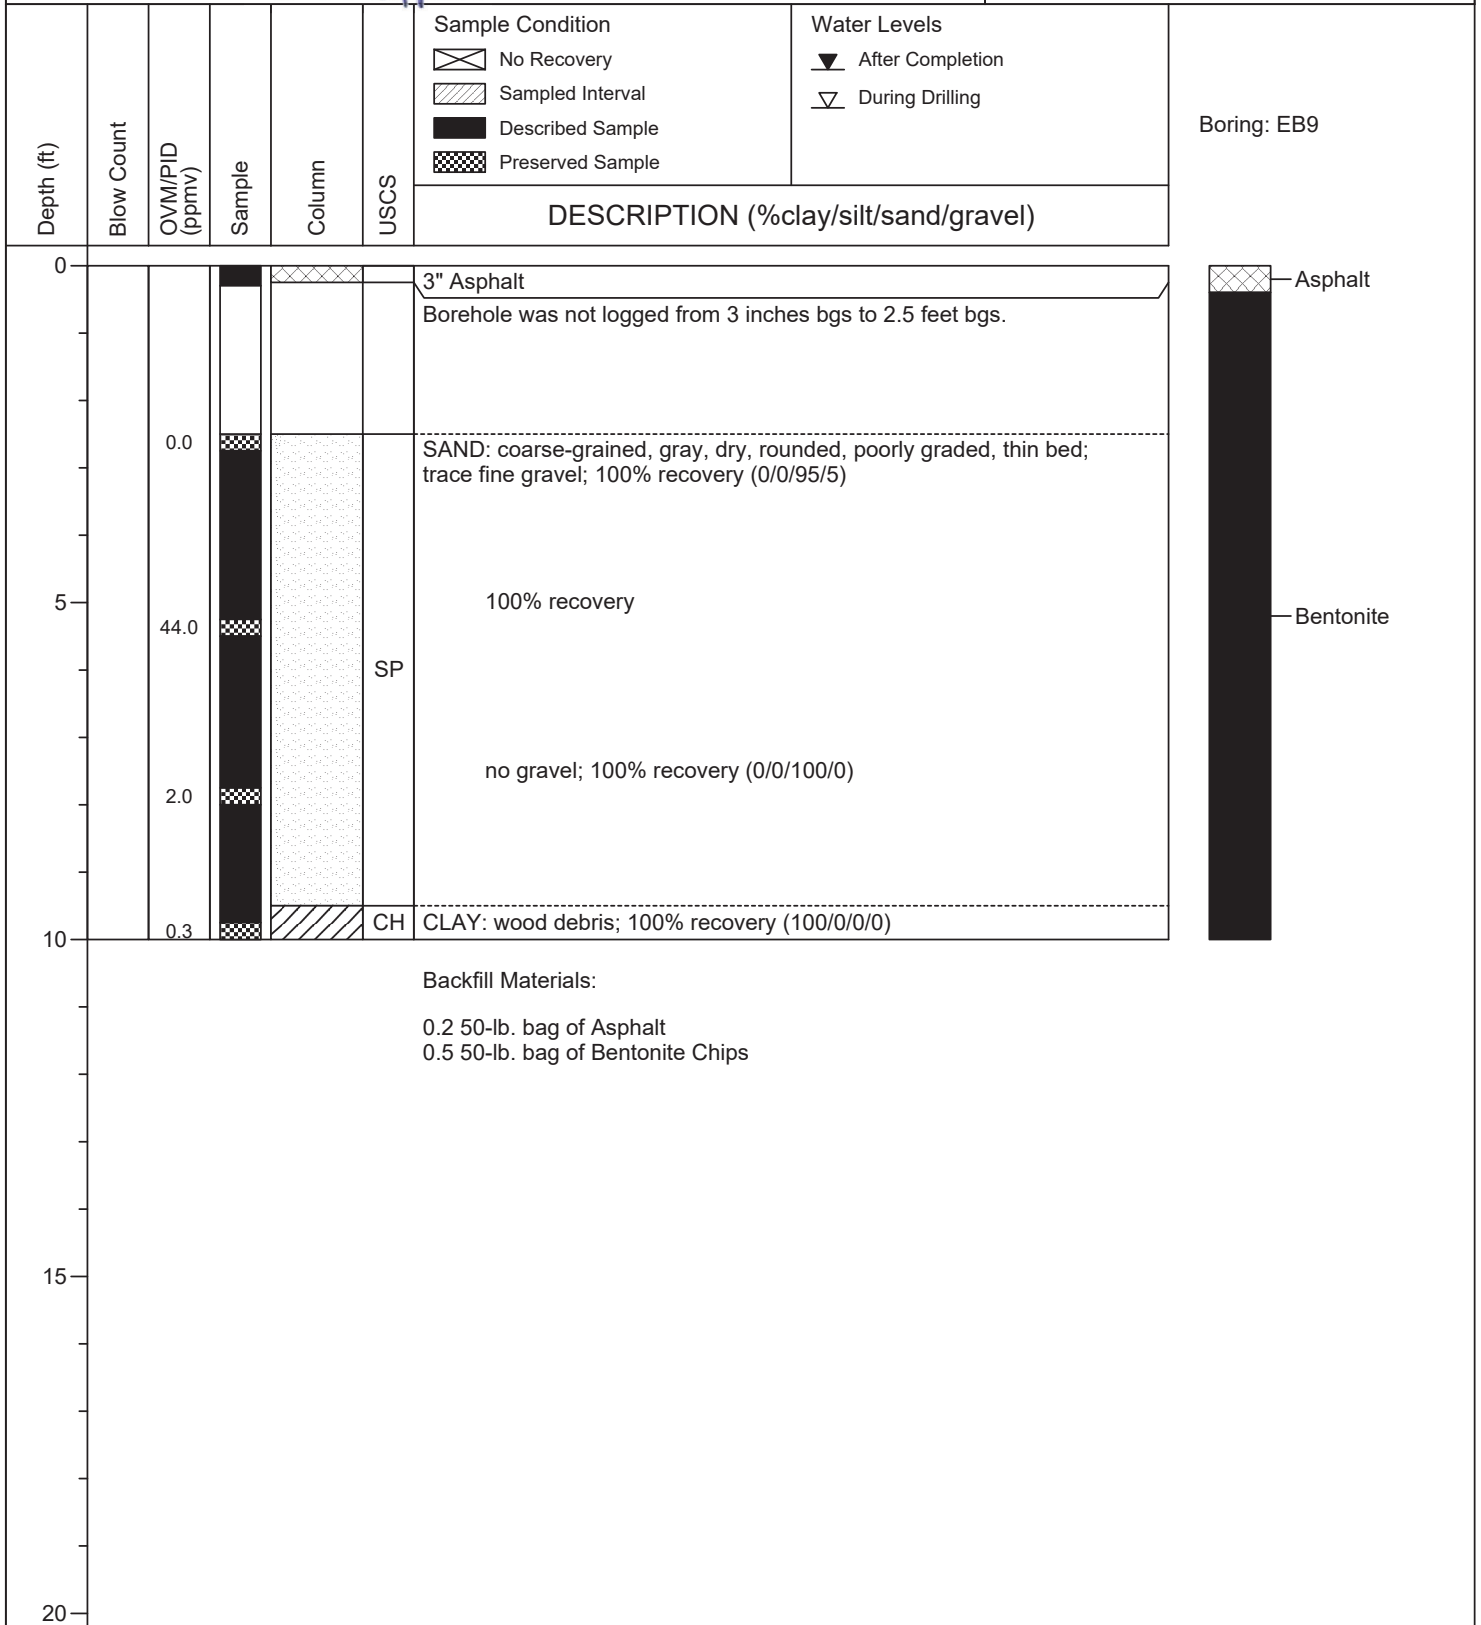 Depth (ft)
Blow Count
OVM/PID
(ppmv)
Sample
Column
USCS
Sample Condition
No Recovery
Sampled Interval
Described Sample
Preserved Sample
Water Levels
After Completion
During Drilling
DESCRIPTION (%clay/silt/sand/gravel)
Boring: EB9
0
3" Asphalt
Asphalt
Borehole was not logged from 3 inches bgs to 2.5 feet bgs.
0.0
SAND: coarse-grained, gray, dry, rounded, poorly graded, thin bed;
trace fine gravel; 100% recovery (0/0/95/5)
5
100% recovery
Bentonite
44.0
SP
no gravel; 100% recovery (0/0/100/0)
2.0
CH
CLAY: wood debris; 100% recovery (100/0/0/0)
0.3
10
Backfill Materials:
0.2 50-lb. bag of Asphalt
0.5 50-lb. bag of Bentonite Chips
15
20